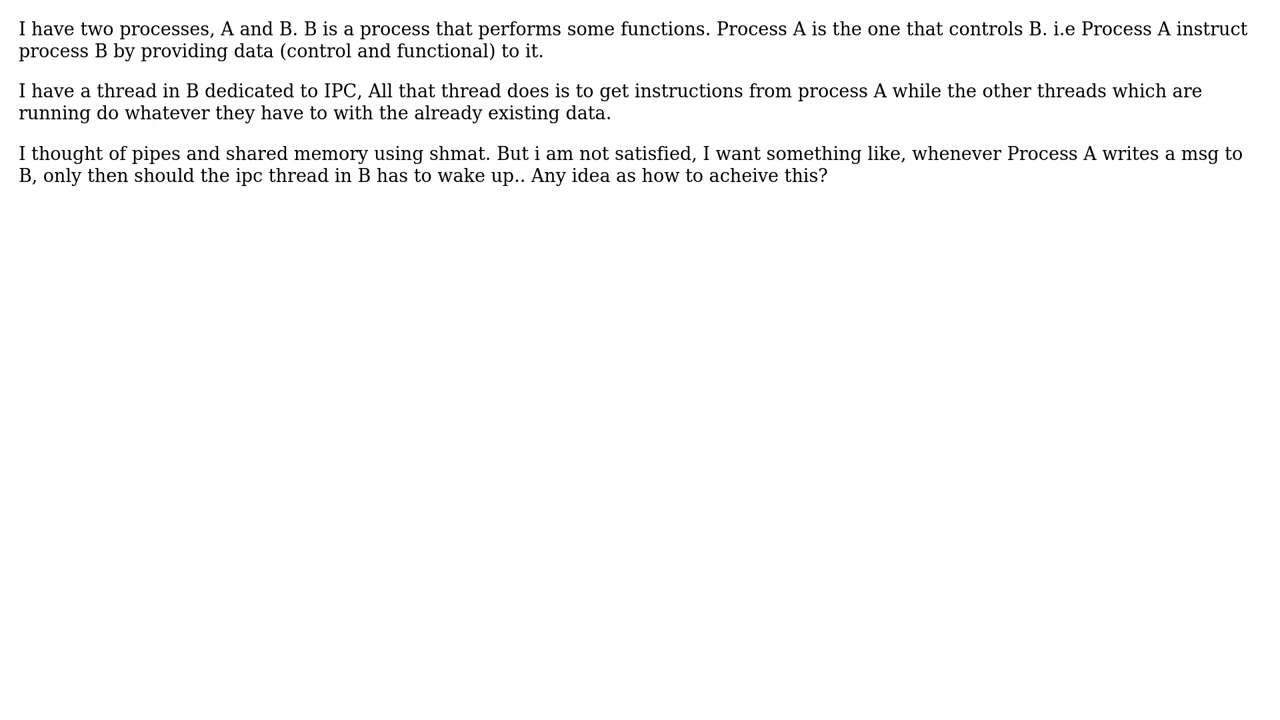 I have two processes, A and B. B is a process that performs some functions. Process A is the one that controls B. i.e Process A instruct
process B by providing data (control and functional) to it.
I have a thread in B dedicated to IPC, All that thread does is to get instructions from process A while the other threads which are
running do whatever they have to with the already existing data.
I thought of pipes and shared memory using shmat. But i am not satisfied, I want something like, whenever Process A writes a msg to
B, only then should the ipc thread in B has to wake up.. Any idea as how to acheive this?